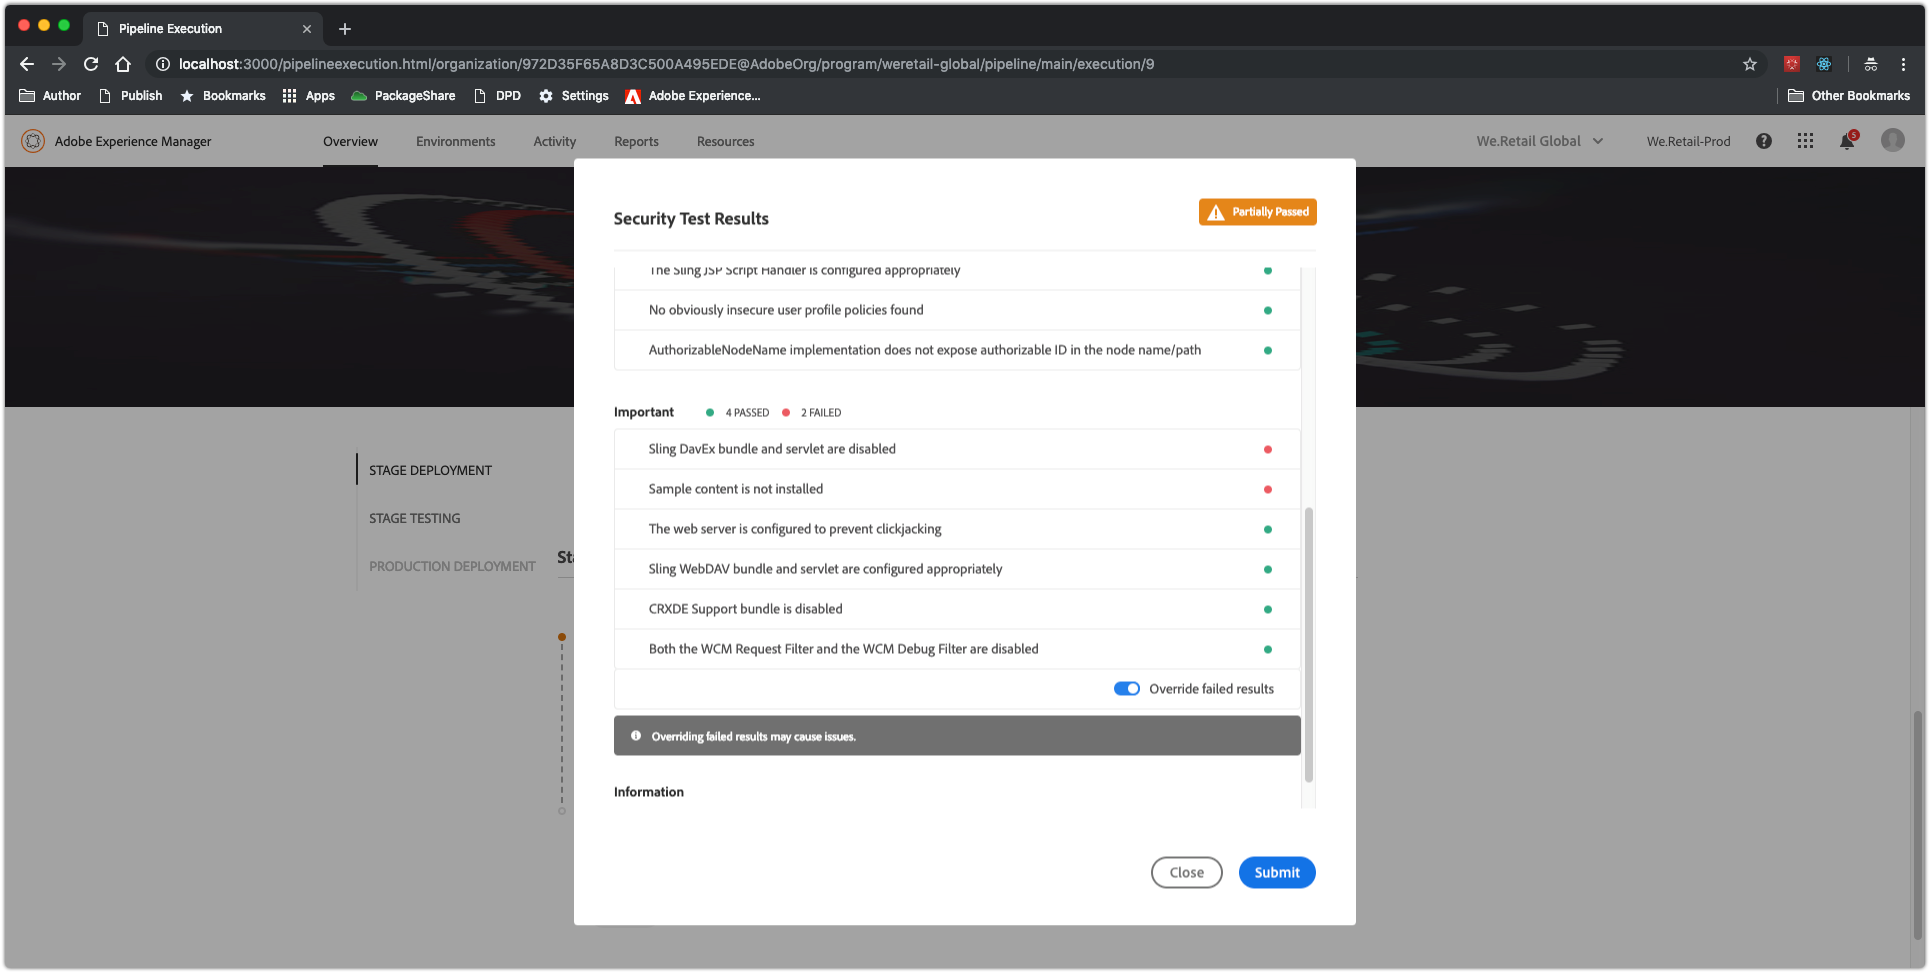 Pipeline Execution
localhost:3000/pipelineexecution.html/organization/972D35F65A8D3C500A495EDE@AdobeOrg/program/weretail-global/pipeline/main/execution/9
Author Publish Bookmarks Apps PackageShare DPD Settings Adobe Experience... Other Bookmarks
Adobe Experience Manager Overview Environments Activity Reports Resources We.Retail Global We.Retail-Prod 5
Security Test Results Partially Passed
The Sling JSP Script Handler is configured appropriately
No obviously insecure user profile policies found
AuthorizableNodeName implementation does not expose authorizable ID in the node name/path
Important 4 PASSED 2 FAILED
Sling DavEx bundle and servlet are disabled
Sample content is not installed
The web server is configured to prevent clickjacking
Sling WebDAV bundle and servlet are configured appropriately
CRXDE Support bundle is disabled
Both the WCM Request Filter and the WCM Debug Filter are disabled
Override failed results
Overriding failed results may cause issues.
Information
Close Submit
STAGE DEPLOYMENT
STAGE TESTING
PRODUCTION DEPLOYMENT